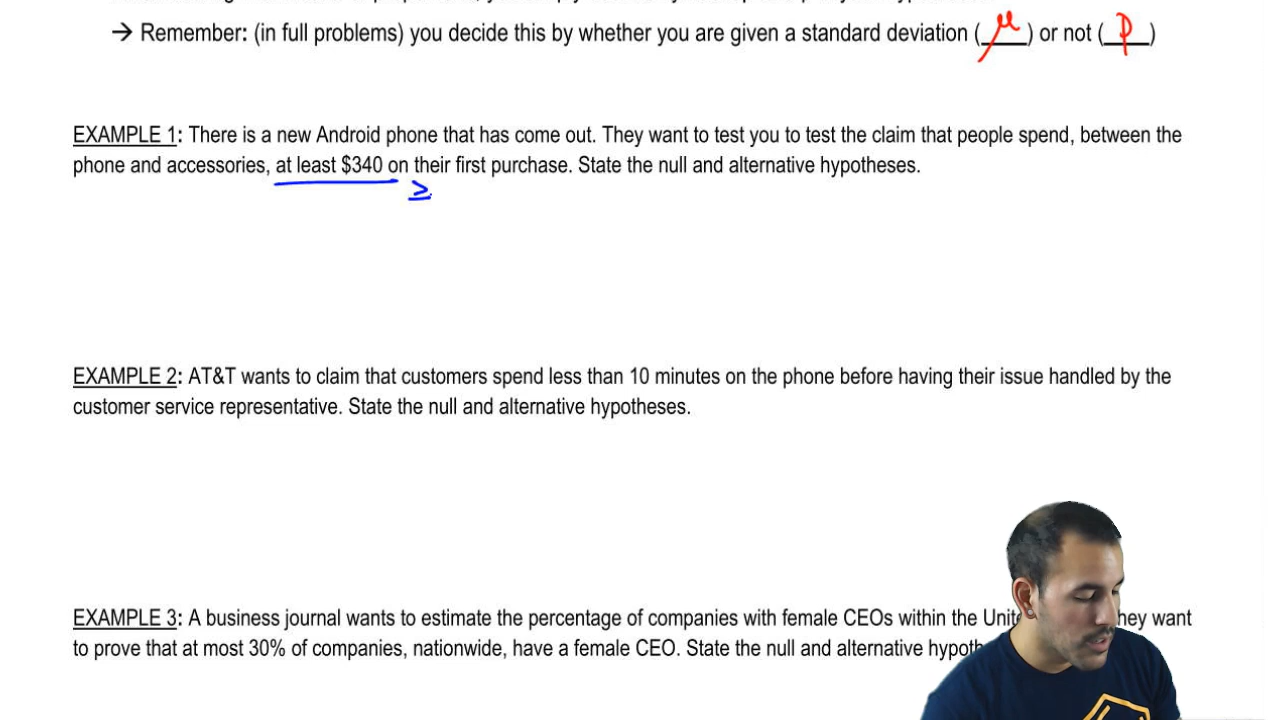 → Remember: (in full problems) you decide this by whether you are given a standard deviation (μ) or not (p)
EXAMPLE 1: There is a new Android phone that has come out. They want to test you to test the claim that people spend, between the
phone and accessories, at least $340 on their first purchase. State the null and alternative hypotheses.
≥
EXAMPLE 2: AT&T wants to claim that customers spend less than 10 minutes on the phone before having their issue handled by the
customer service representative. State the null and alternative hypotheses.
EXAMPLE 3: A business journal wants to estimate the percentage of companies with female CEOs within the want
to prove that at most 30% of companies, nationwide, have a female CEO. State the null and alternative